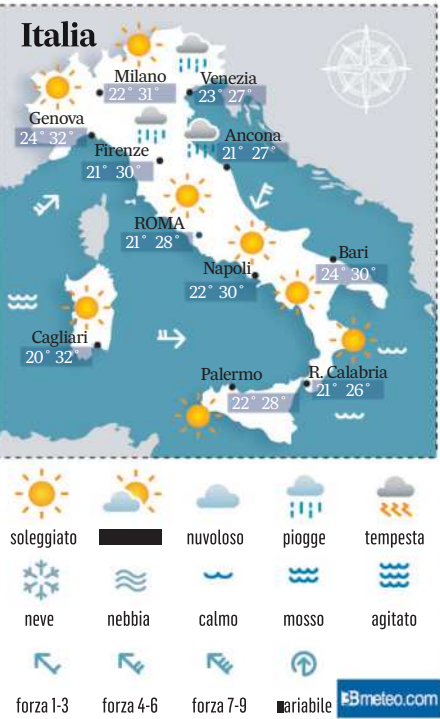 Italia
Milano
22° 31°
Venezia
23° 27°
Genova
24° 32°
Firenze
21° 30°
Ancona
21° 27°
ROMA
21° 28°
Napoli
22° 30°
Bari
24° 30°
Cagliari
20° 32
Palermo
22° 28°
R. Calabria
21° 26°
soleggiato
nuvoloso
piogge
tempesta
neve
nebbia
calmo
mosso
agitato
forza 1-3
forza 4-6
forza 7-9
ariabile
3Bmeteo.com